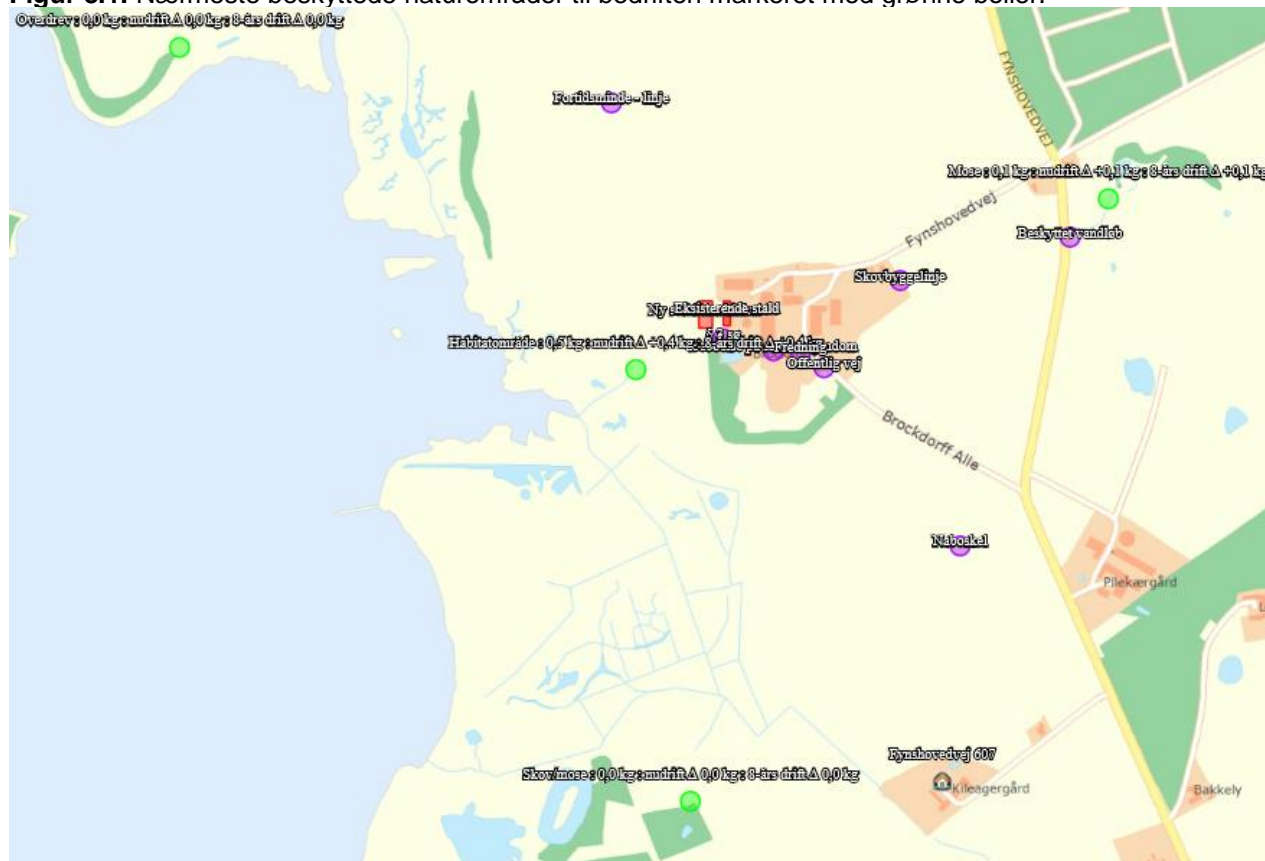 Overdrev : 0,0 kg : nudrift Δ 0,0 kg : 8-års drift Δ 0,0 kg
FYNSHOVEDVEJ
Fortidsminde - linje
Mose : 0,1 kg : nudrift Δ +0,1 kg : 8-års drift Δ +0,1 kg
Fynshovedvej
Beskyttet vandløb
Skovbyggelinje
Ny
Eksisterende stald
Habitatområde : 0,5 kg : nudrift Δ +0,4 kg : 8-års drift Δ +0,4 kg
Fredning
Offentlig vej
Brockdorff Alle
Naboskel
Pilekærgård
L
Fynshovedvej 607
Skov/mose : 0,0 kg : nudrift Δ 0,0 kg : 8-års drift Δ 0,0 kg
Kileagergård
Bakkely